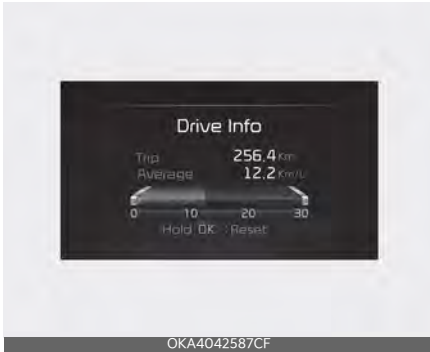 Drive Info
Trip 256.4 Km
Average 12.2 Km/L
0 10 20 30
Hold OK : Reset
OKA4042587CF